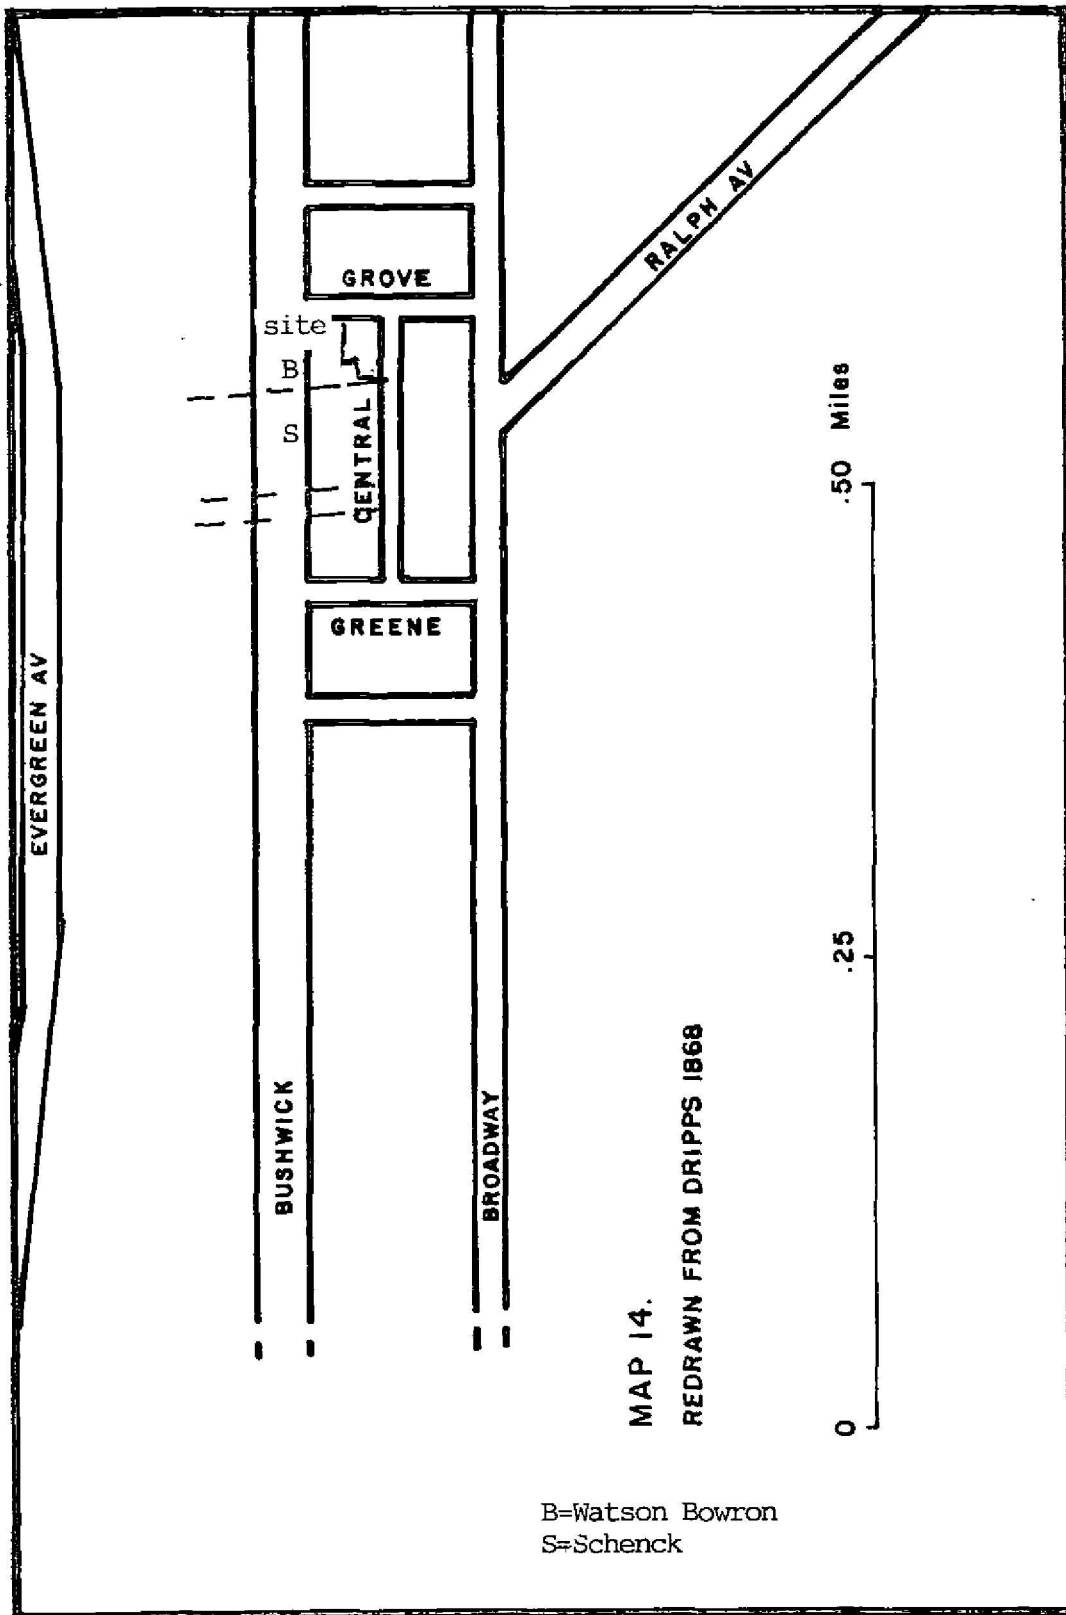 EVERGREEN AV
BUSHWICK
BROADWAY
GROVE
site
B
S
CENTRAL
GREENE
RALPH AV
MAP 14.
REDRAWN FROM DRIPPS 1868
0
.25
.50 Miles
B=Watson Bowron
S=Schenck